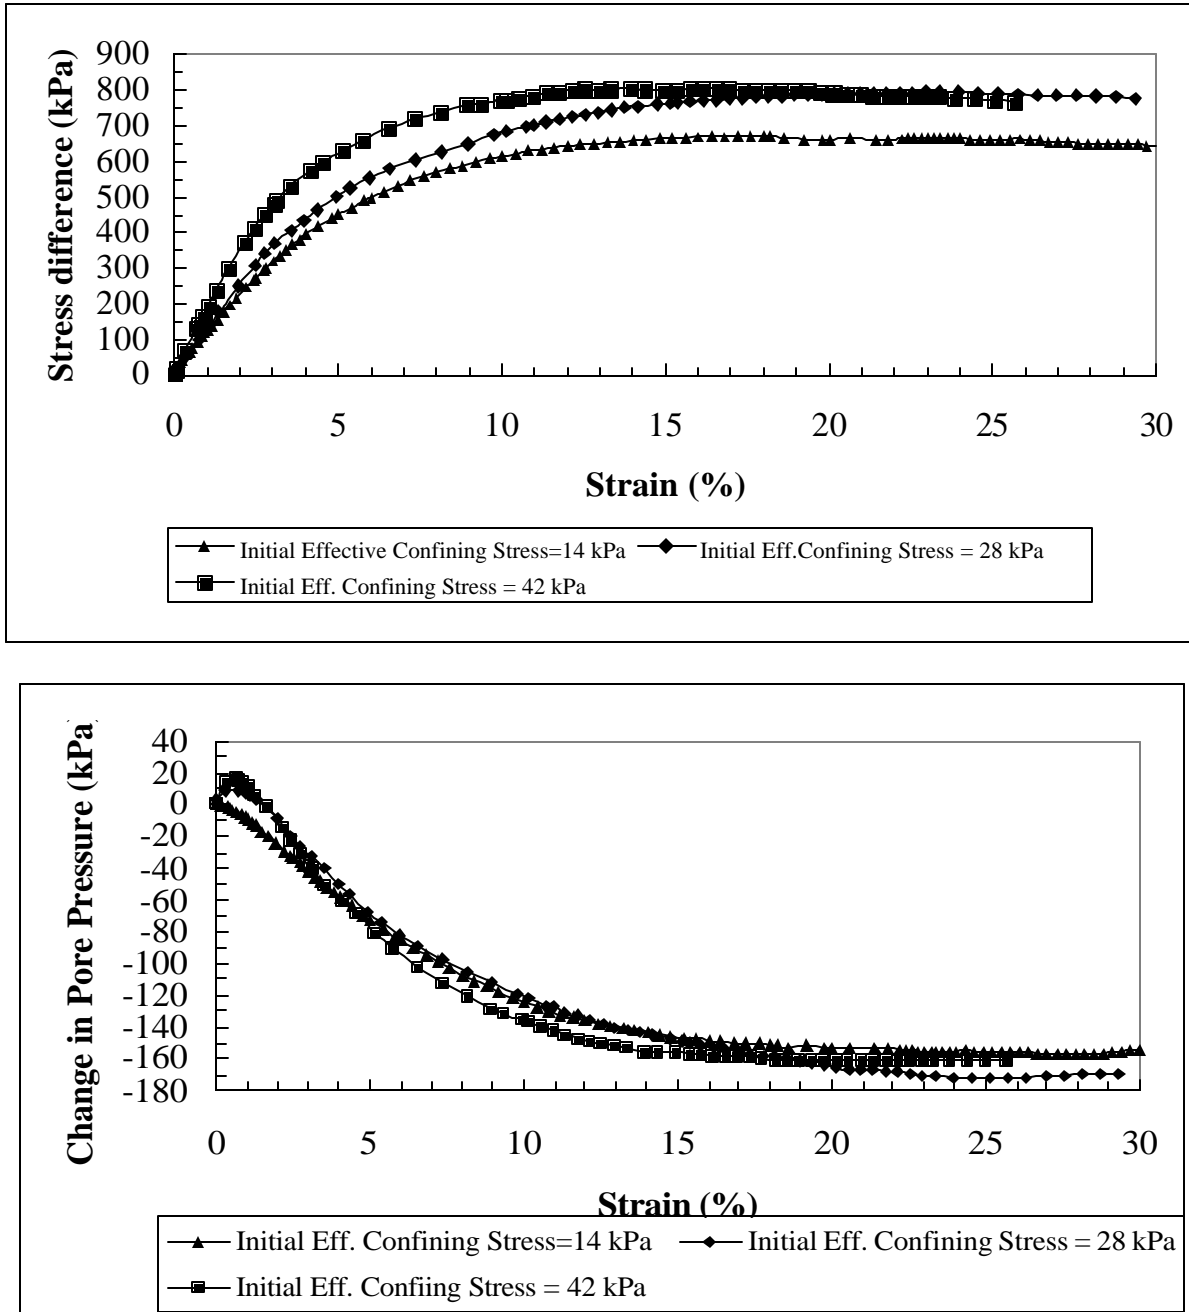 Stress difference (kPa)
900
800
700
600
500
400
300
200
100
0
0 5 10 15 20 25 30
Strain (%)
Initial Effective Confining Stress=14 kPa Initial Eff.Confining Stress = 28 kPa
Initial Eff. Confining Stress = 42 kPa
Change in Pore Pressure (kPa)
40
20
0
-20
-40
-60
-80
-100
-120
-140
-160
-180
0 5 10 15 20 25 30
Strain (%)
Initial Eff. Confining Stress=14 kPa Initial Eff. Confining Stress = 28 kPa
Initial Eff. Confiing Stress = 42 kPa